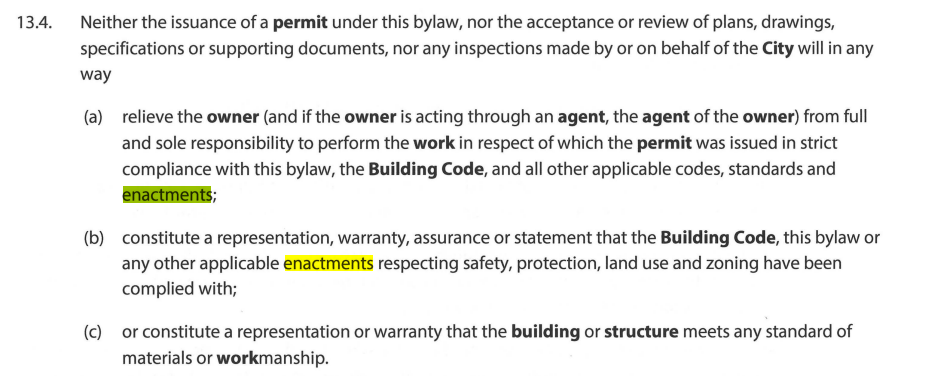 13.4. Neither the issuance of a permit under this bylaw, nor the acceptance or review of plans, drawings,
specifications or supporting documents, nor any inspections made by or on behalf of the City will in any
way
(a) relieve the owner (and if the owner is acting through an agent, the agent of the owner) from full
and sole responsibility to perform the work in respect of which the permit was issued in strict
compliance with this bylaw, the Building Code, and all other applicable codes, standards and
enactments;
(b) constitute a representation, warranty, assurance or statement that the Building Code, this bylaw or
any other applicable enactments respecting safety, protection, land use and zoning have been
complied with;
(c) or constitute a representation or warranty that the building or structure meets any standard of
materials or workmanship.